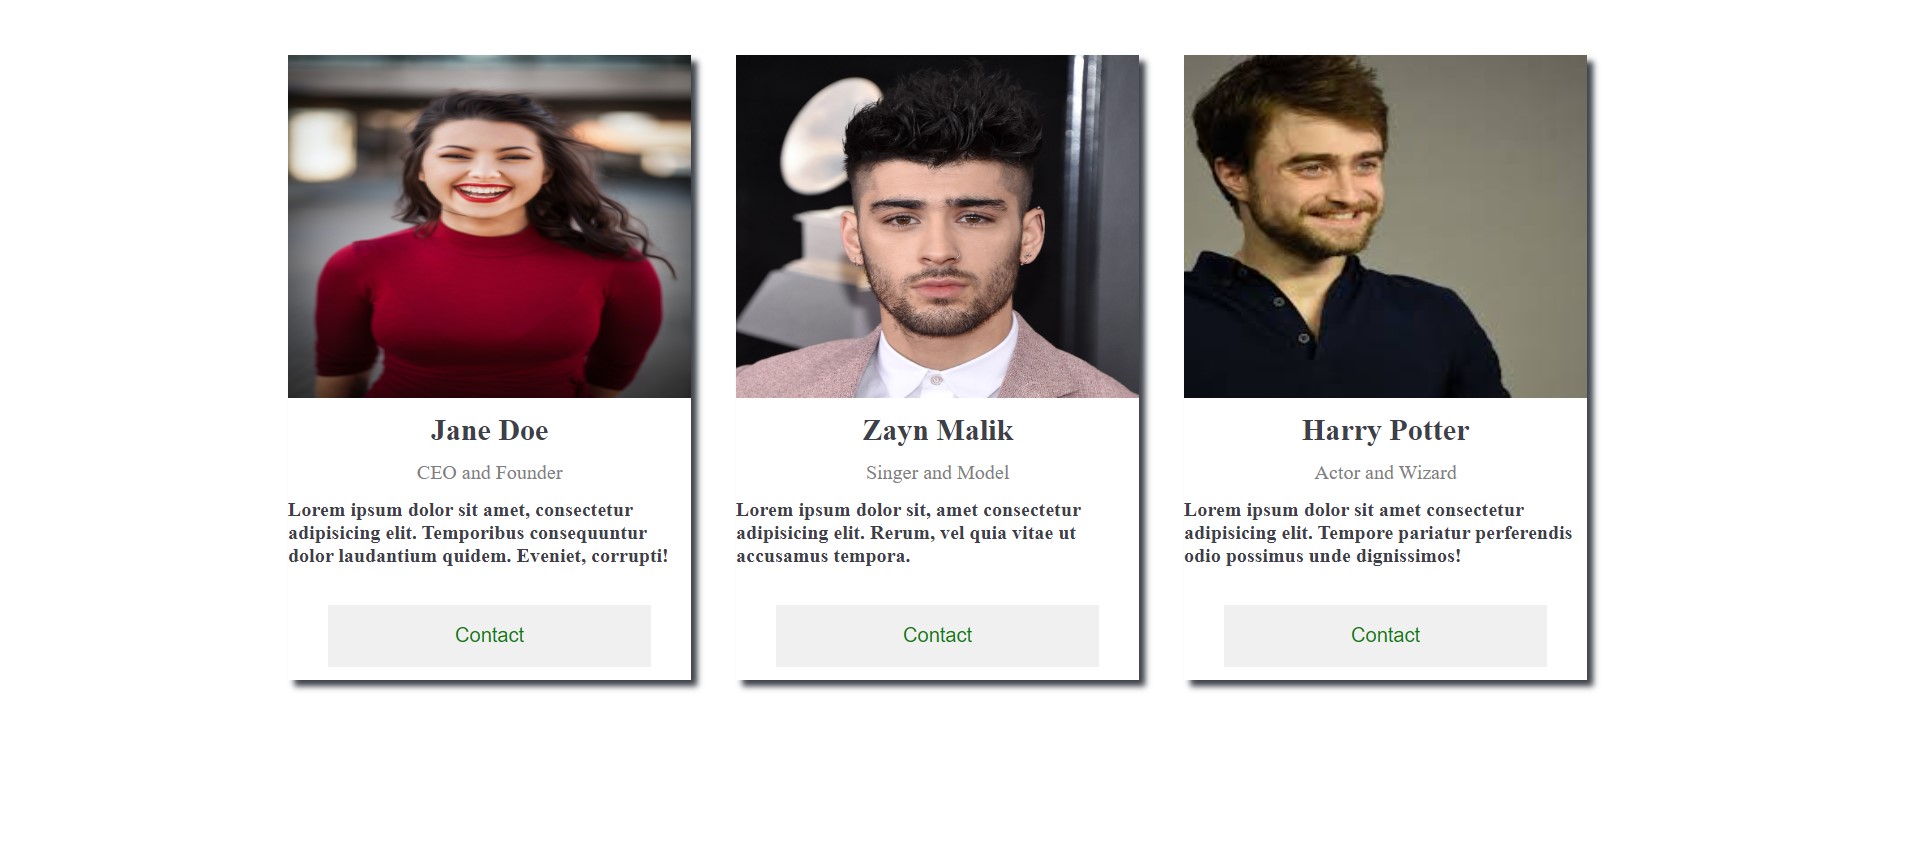 Jane Doe
CEO and Founder
Lorem ipsum dolor sit amet, consectetur
adipisicing elit. Temporibus consequuntur
dolor laudantium quidem. Eveniet, corrupti!
Contact
Zayn Malik
Singer and Model
Lorem ipsum dolor sit, amet consectetur
adipisicing elit. Rerum, vel quia vitae ut
accusamus tempora.
Contact
Harry Potter
Actor and Wizard
Lorem ipsum dolor, sit amet consectetur
adipisicing elit. Tempore pariatur perferendis
odio possimus unde dignissimos!
Contact